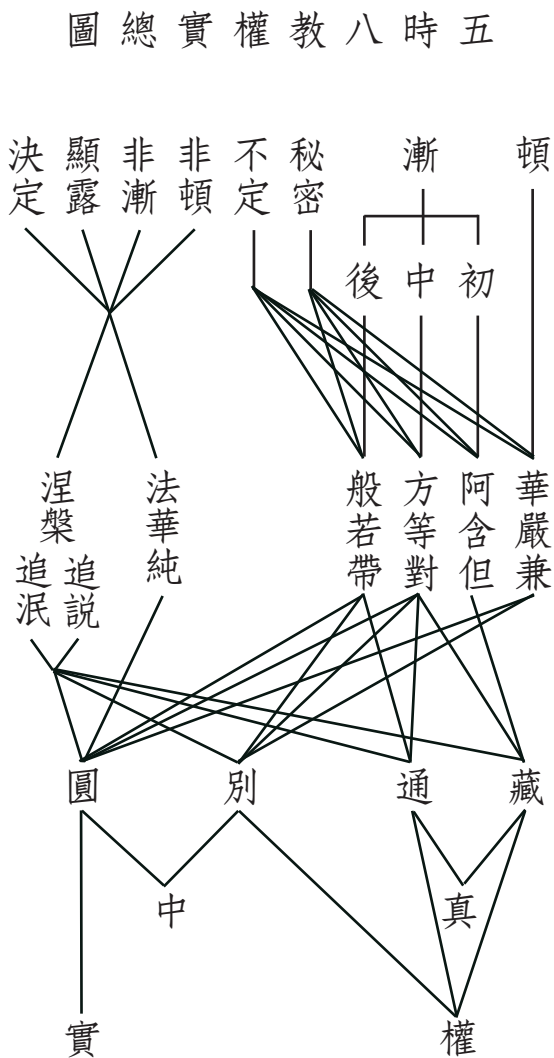 五時八教權實總圖
頓
漸
秘密
不定
非頓
非漸
顯露
決定
初
中
後
華嚴兼
阿含但
方等對
般若帶
法華純
涅槃
追説
追泯
藏
通
別
圓
真
中
權
實